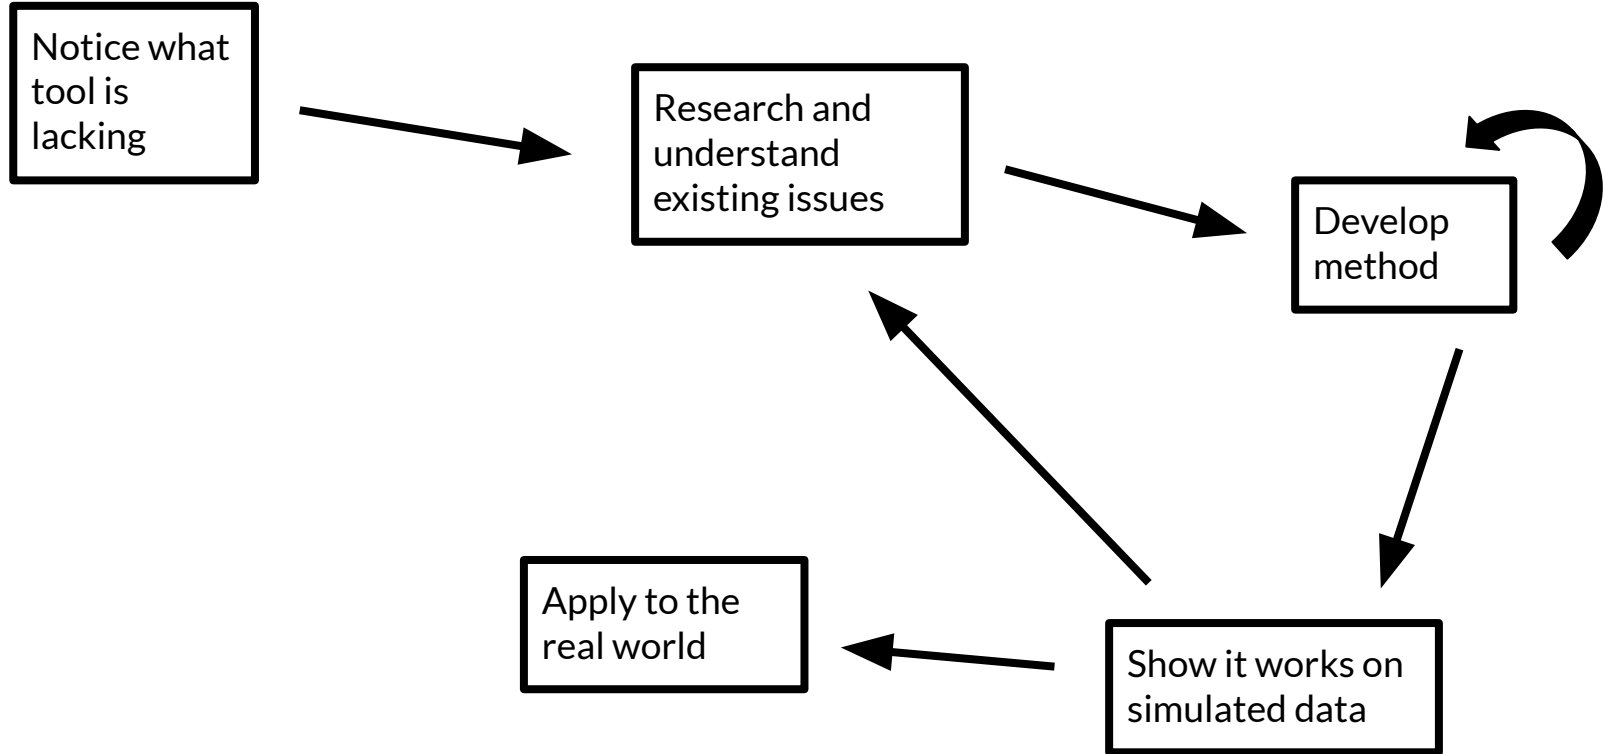 Notice what
tool is
lacking
Research and
understand
existing issues
Develop
method
Show it works on
simulated data
Apply to the
real world